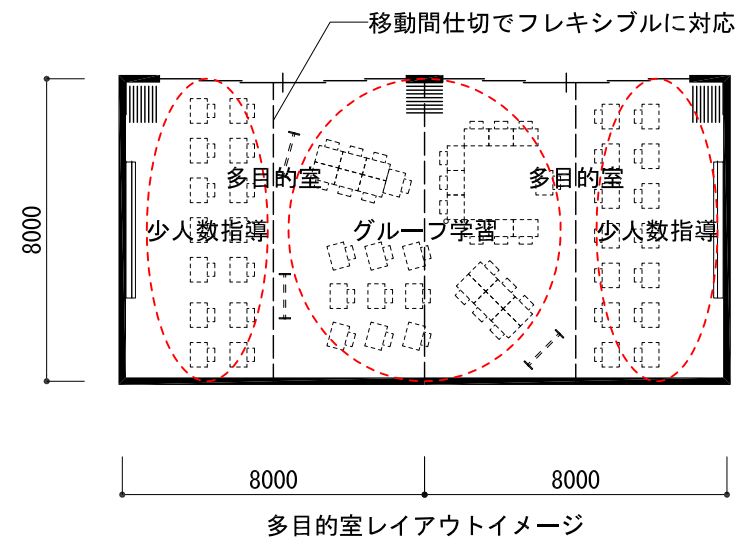 移動間仕切でフレキシブルに対応
多目的室
多目的室
少人数指導
グループ学習
少人数指導
8000
8000
8000
多目的室レイアウトイメージ